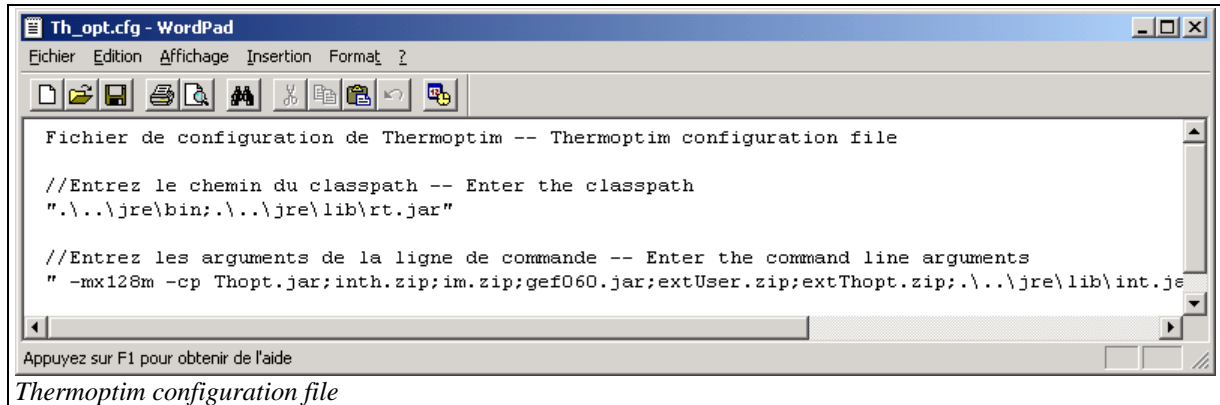 Th_opt.cfg - WordPad
Fichier Edition Affichage Insertion Format ?
Fichier de configuration de Thermoptim -- Thermoptim configuration file
//Entrez le chemin du classpath -- Enter the classpath
".\..\jre\bin;.\..\jre\lib\rt.jar"
//Entrez les arguments de la ligne de commande -- Enter the command line arguments
" -mx128m -cp Thopt.jar;inth.zip;im.zip;gef060.jar;extUser.zip;extThopt.zip;.\..\jre\lib\int.ja
Appuyez sur F1 pour obtenir de l'aide
Thermoptim configuration file